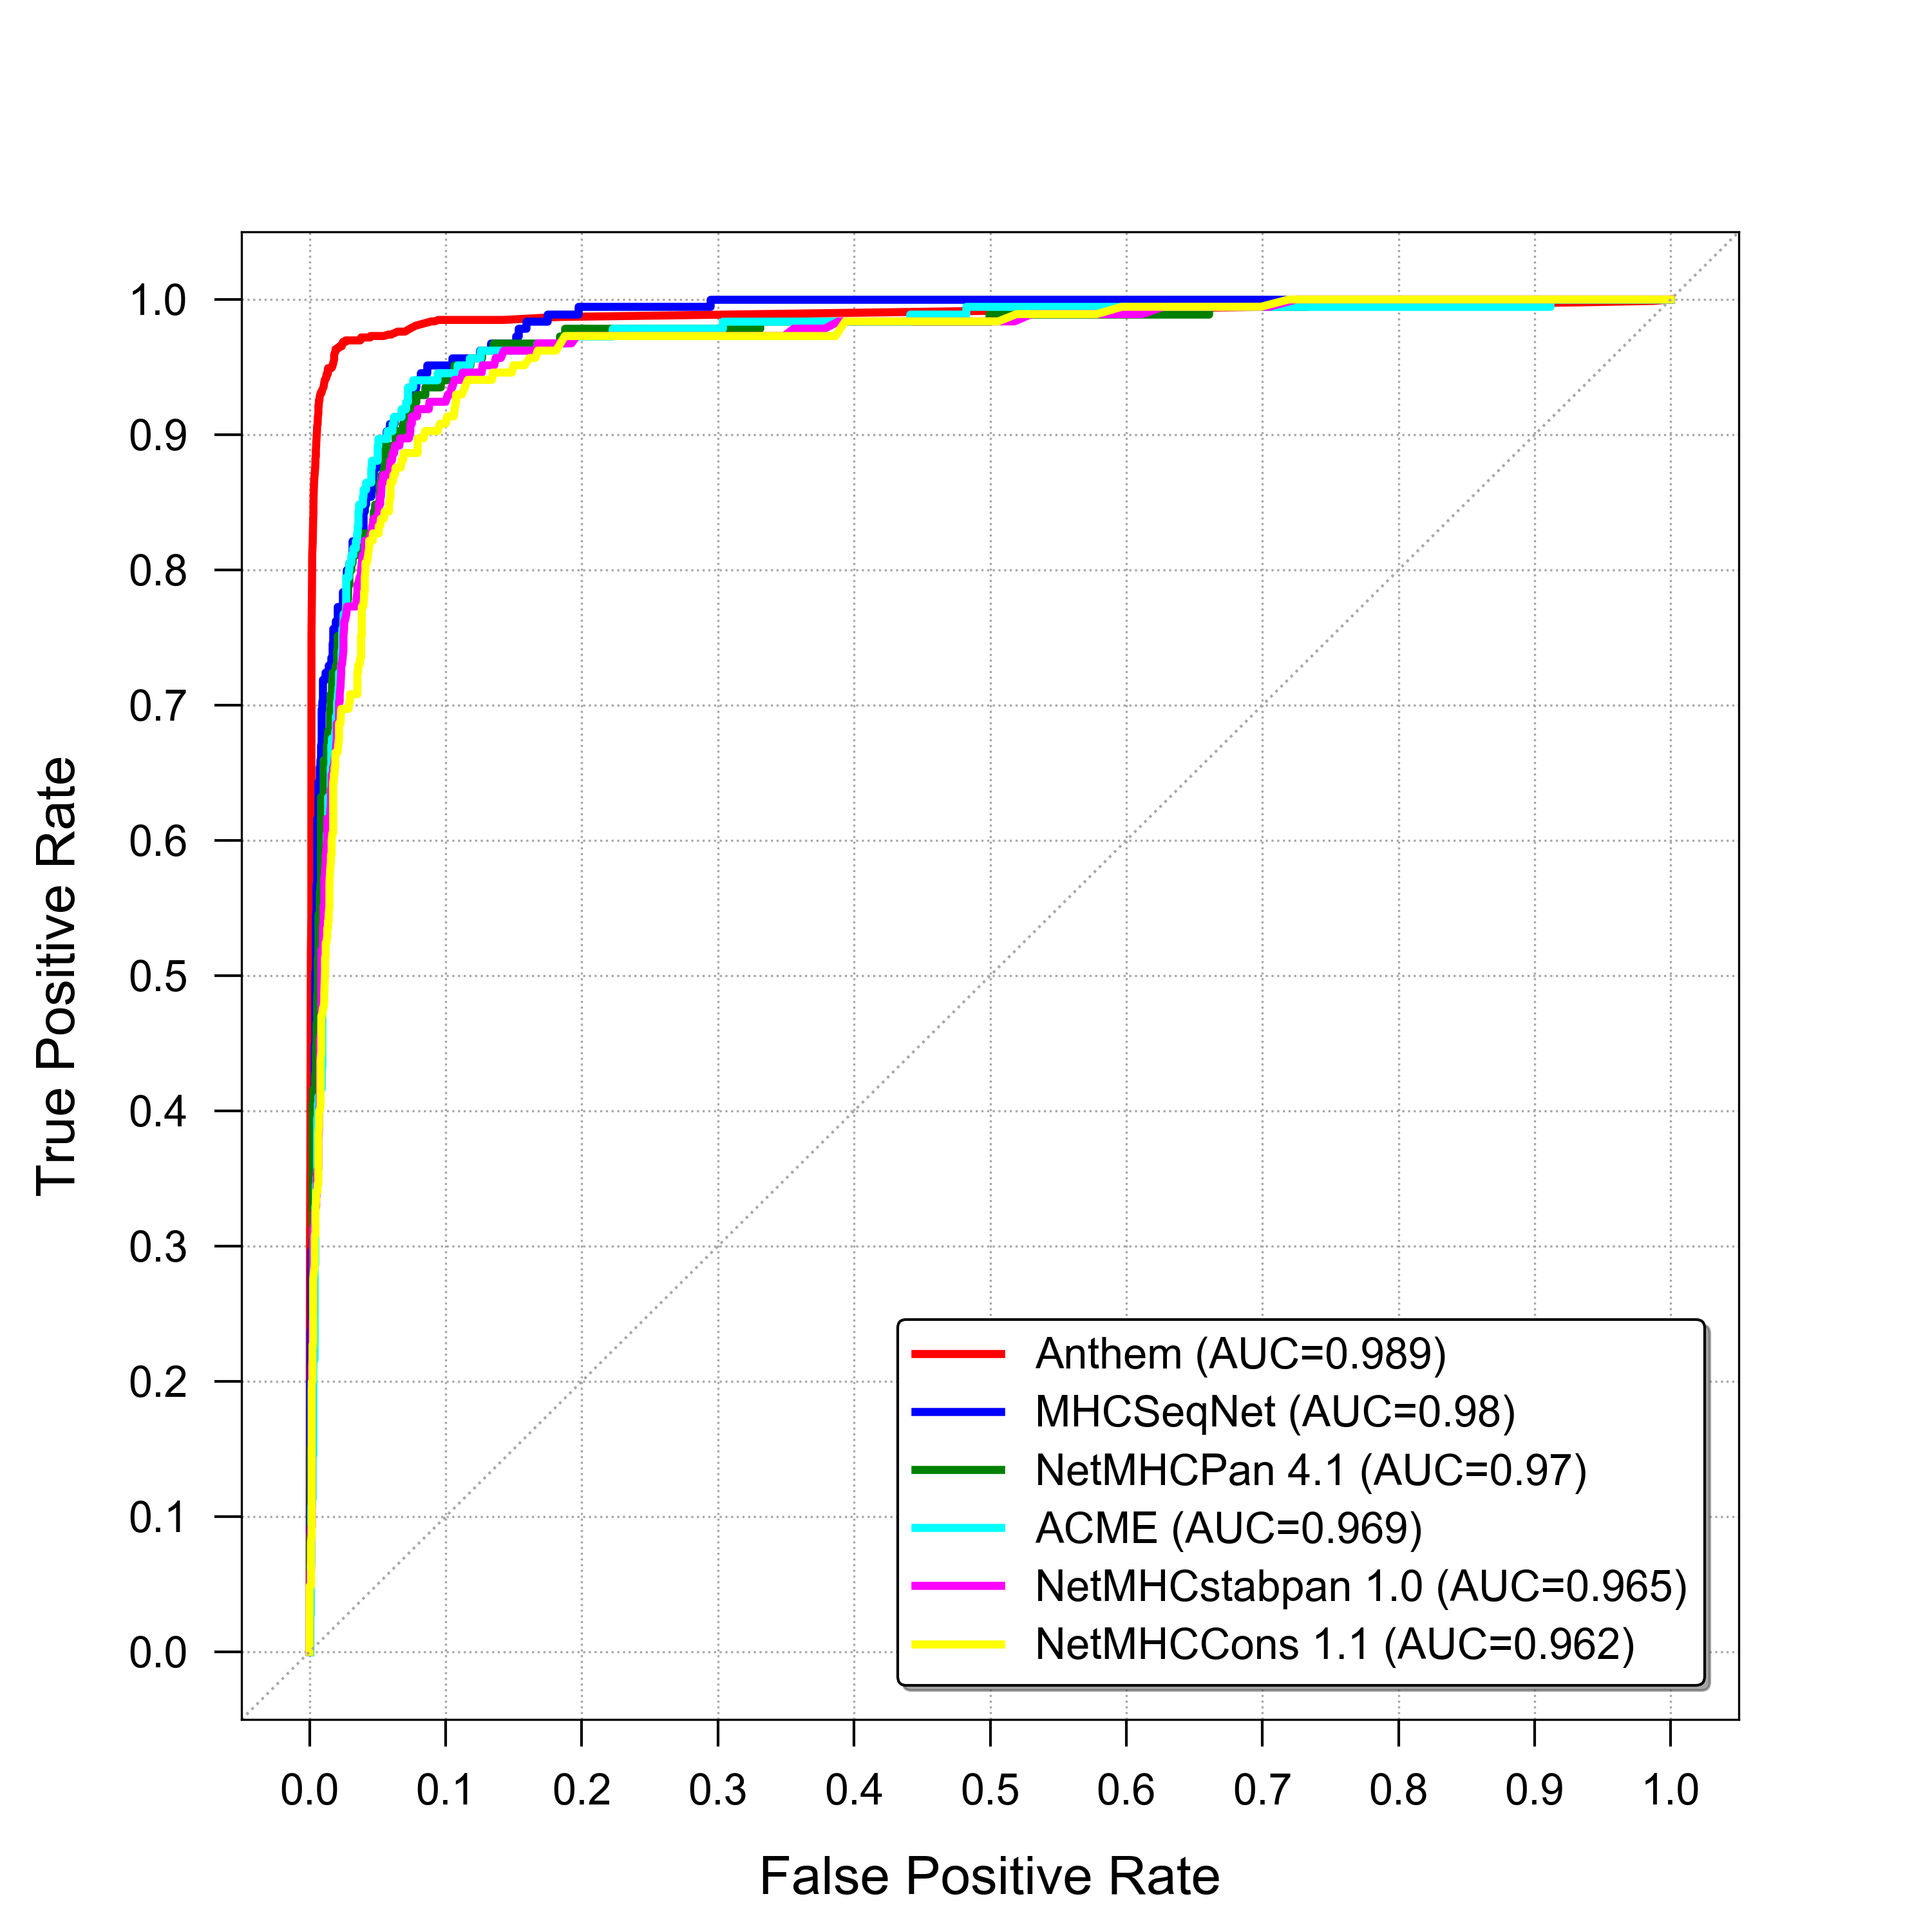 1.0
0.9
0.8
0.7
0.6
0.5
0.4
0.3
0.2
0.1
0.0
True Positive Rate
Anthem (AUC=0.989)
MHCSeqNet (AUC=0.98)
NetMHCPan 4.1 (AUC=0.97)
ACME (AUC=0.969)
NetMHCstabpan 1.0 (AUC=0.965)
NetMHCCons 1.1 (AUC=0.962)
0.0 0.1 0.2 0.3 0.4 0.5 0.6 0.7 0.8 0.9 1.0
False Positive Rate